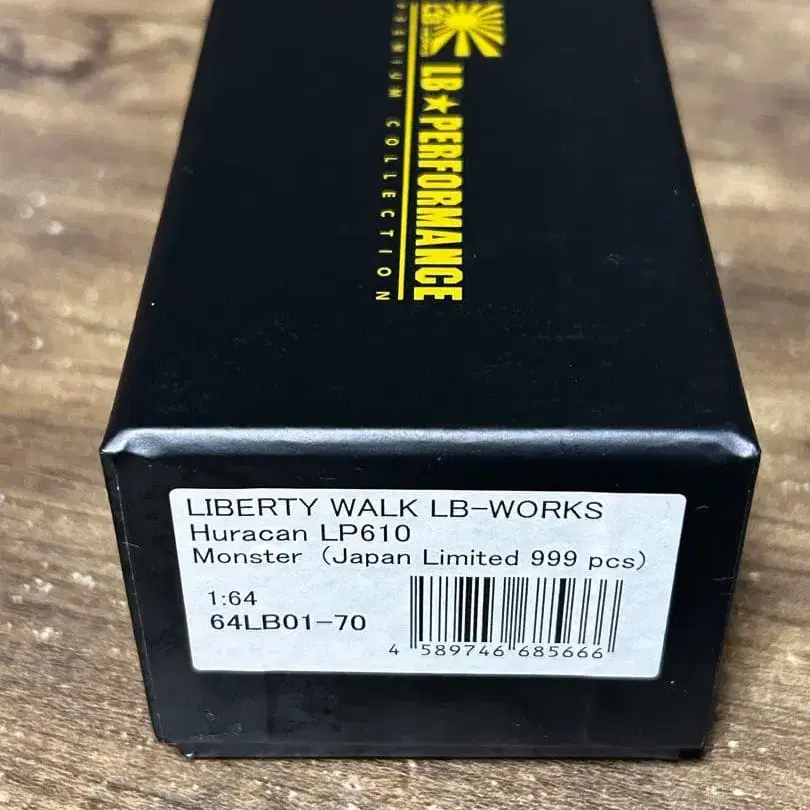 LB★PERFORMANCE
PREMIUM COLLECTION
LIBERTY WALK LB-WORKS
Huracan LP610
Monster (Japan Limited 999 pcs)
1:64
64LB01-70
4 589746 685666